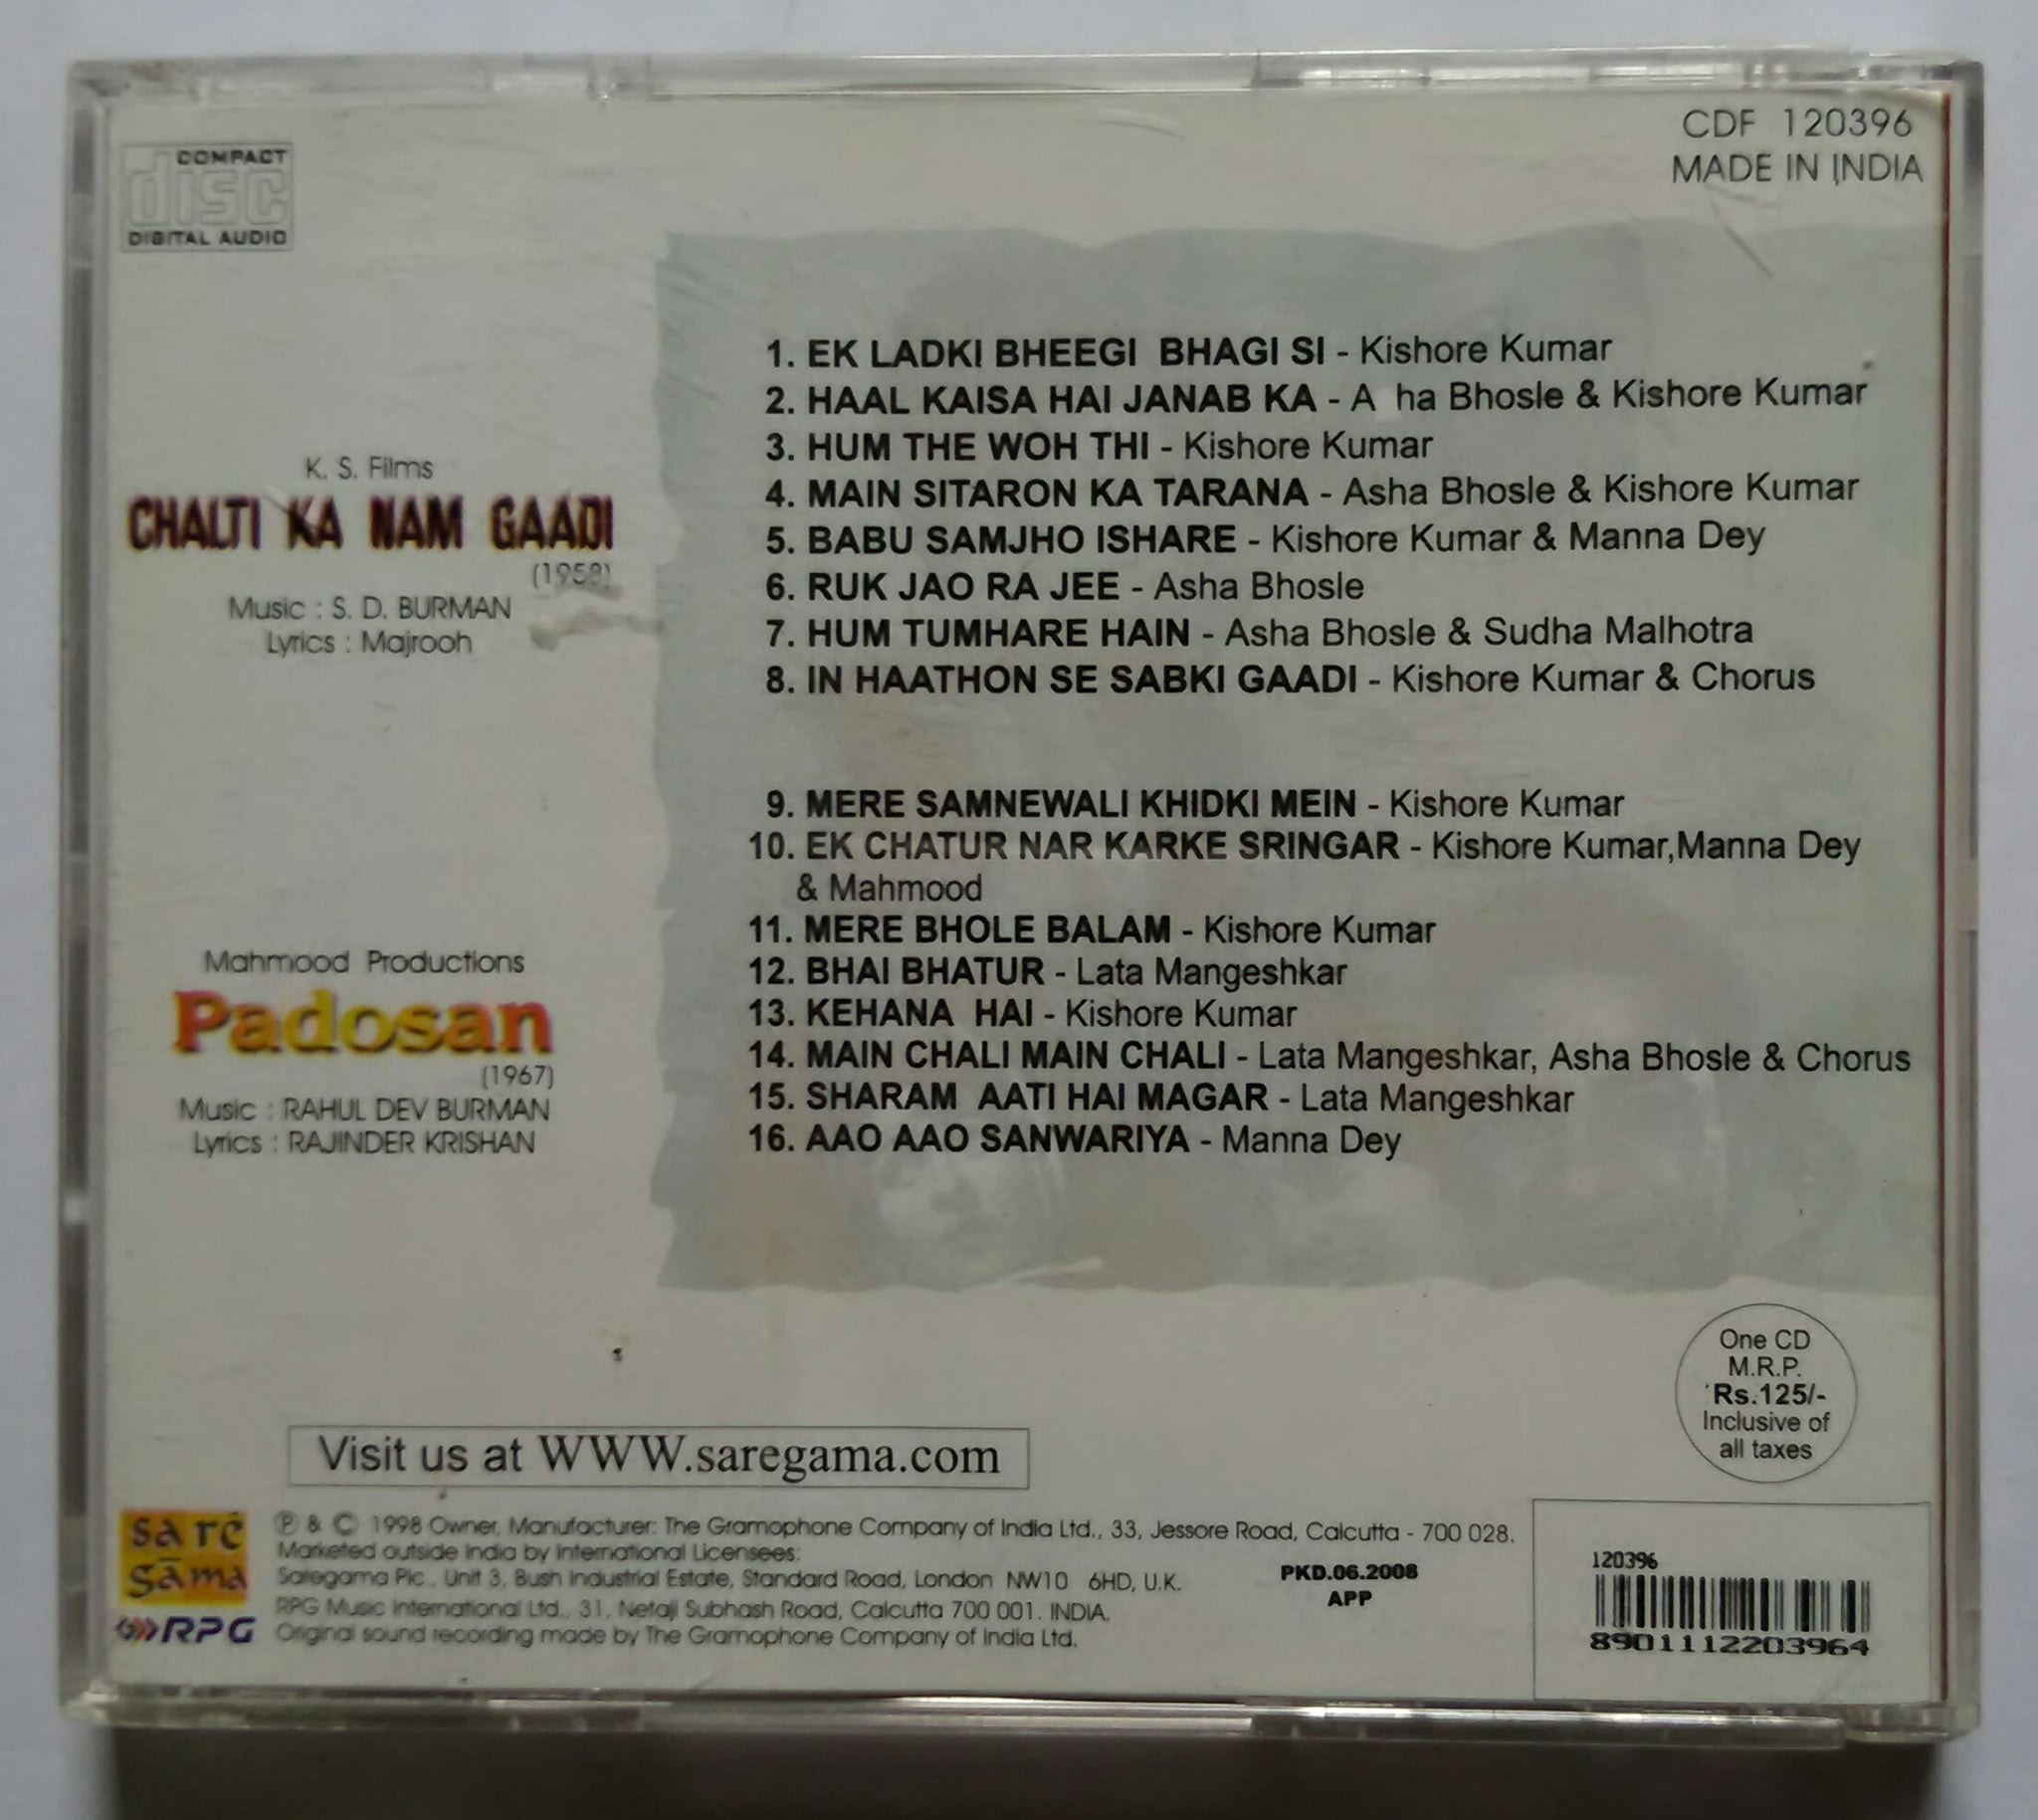 COMPACT
disc
DIGITAL AUDIO
CDF 120396
MADE IN INDIA
K. S. Films
CHALTI KA NAM GAADI
(1958)
Music : S. D. BURMAN
Lyrics : Majrooh
1. EK LADKI BHEEGI BHAGI SI - Kishore Kumar
2. HAAL KAISA HAI JANAB KA - A ha Bhosle & Kishore Kumar
3. HUM THE WOH THI - Kishore Kumar
4. MAIN SITARON KA TARANA - Asha Bhosle & Kishore Kumar
5. BABU SAMJHO ISHARE - Kishore Kumar & Manna Dey
6. RUK JAO RA JEE - Asha Bhosle
7. HUM TUMHARE HAIN - Asha Bhosle & Sudha Malhotra
8. IN HAATHON SE SABKI GAADI - Kishore Kumar & Chorus
Mahmood Productions
Padosan
(1967)
Music : RAHUL DEV BURMAN
Lyrics : RAJINDER KRISHAN
9. MERE SAMNEWALI KHIDKI MEIN - Kishore Kumar
10. EK CHATUR NAR KARKE SRINGAR - Kishore Kumar,Manna Dey
& Mahmood
11. MERE BHOLE BALAM - Kishore Kumar
12. BHAI BHATUR - Lata Mangeshkar
13. KEHANA HAI - Kishore Kumar
14. MAIN CHALI MAIN CHALI - Lata Mangeshkar, Asha Bhosle & Chorus
15. SHARAM AATI HAI MAGAR - Lata Mangeshkar
16. AAO AAO SANWARIYA - Manna Dey
One CD
M.R.P.
Rs.125/-
Inclusive of
all taxes
Visit us at WWW.saregama.com
sa re
gāma
RPG
℗ & © 1998 Owner, Manufacturer: The Gramophone Company of India Ltd., 33, Jessore Road, Calcutta - 700 028.
Marketed outside India by International Licensees:
Saregama Plc., Unit 3, Bush Industrial Estate, Standard Road, London NW10 6HD, U.K.
RPG Music International Ltd., 31, Netaji Subhash Road, Calcutta 700 001. INDIA.
Original sound recording made by The Gramophone Company of India Ltd.
PKD.06.2008
APP
120396
8901112203964